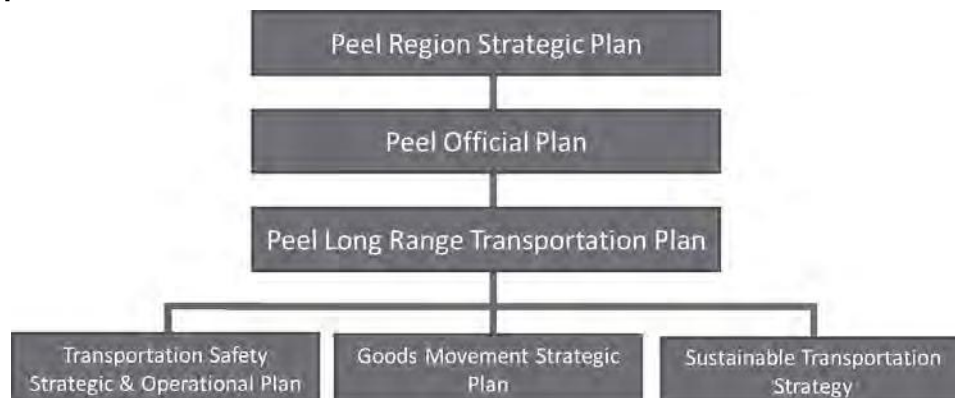 Peel Region Strategic Plan
Peel Official Plan
Peel Long Range Transportation Plan
Transportation Safety
Strategic & Operational Plan
Goods Movement Strategic
Plan
Sustainable Transportation
Strategy